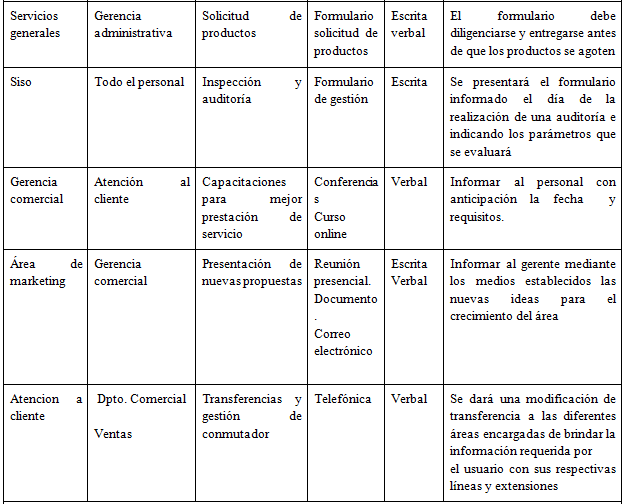 Servicios generales
Gerencia administrativa
Solicitud de productos
Formulario solicitud de productos
Escrita verbal
El formulario debe diligenciarse y entregarse antes de que los productos se agoten
Siso
Todo el personal
Inspección y auditoría
Formulario de gestión
Escrita
Se presentará el formulario informado el día de la realización de una auditoría e indicando los parámetros que se evaluará
Gerencia comercial
Atención al cliente
Capacitaciones para mejor prestación de servicio
Conferencia
s
Curso online
Verbal
Informar al personal con anticipación la fecha y requisitos.
Área de marketing
Gerencia comercial
Presentación de nuevas propuestas
Reunión presencial.
Documento
.
Correo electrónico
Escrita
Verbal
Informar al gerente mediante los medios establecidos las nuevas ideas para el crecimiento del área
Atencion a cliente
Dpto. Comercial
Ventas
Transferencias y gestión de conmutador
Telefónica
Verbal
Se dará una modificación de transferencia a las diferentes áreas encargadas de brindar la información requerida por
el usuario con sus respectivas líneas y extensiones